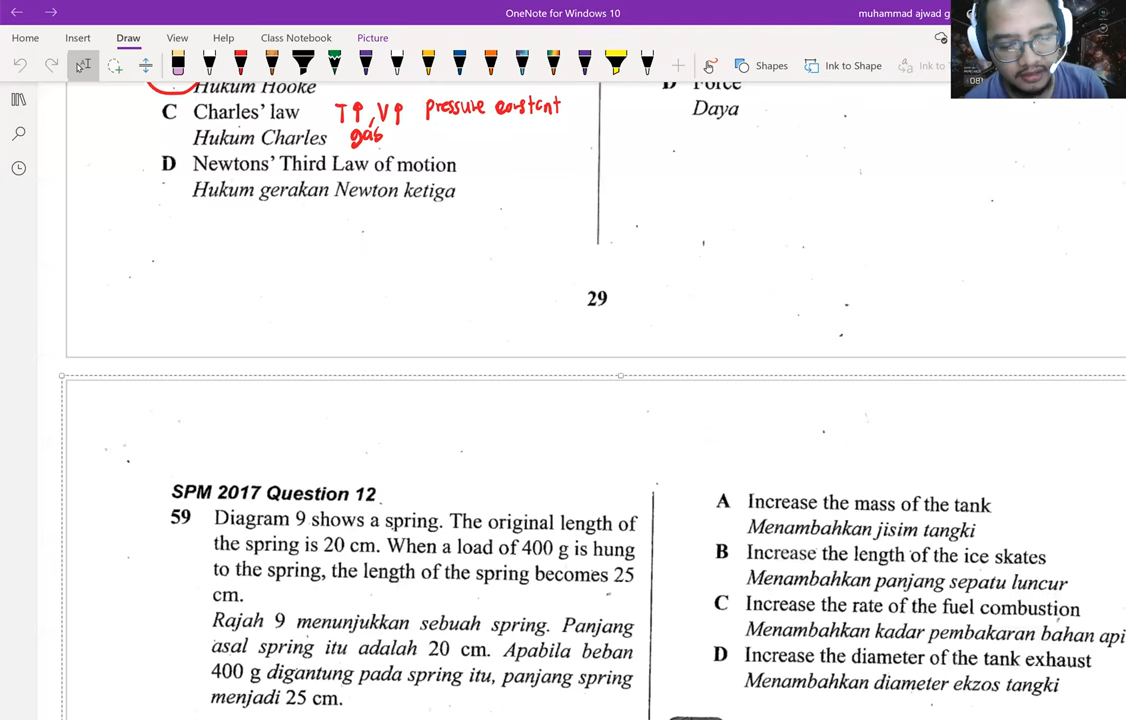 OneNote for Windows 10
muhammad ajwad g
Home Insert Draw View Help Class Notebook Picture
Shapes Ink to Shape Ink to
Hukum Hooke
C Charles' law T↑, V↑ pressure constant
Hukum Charles gas
D Newtons' Third Law of motion
Hukum gerakan Newton ketiga
D Force
Daya
29
SPM 2017 Question 12
59 Diagram 9 shows a spring. The original length of
the spring is 20 cm. When a load of 400 g is hung
to the spring, the length of the spring becomes 25
cm.
Rajah 9 menunjukkan sebuah spring. Panjang
asal spring itu adalah 20 cm. Apabila beban
400 g digantung pada spring itu, panjang spring
menjadi 25 cm.
A Increase the mass of the tank
Menambahkan jisim tangki
B Increase the length of the ice skates
Menambahkan panjang sepatu luncur
C Increase the rate of the fuel combustion
Menambahkan kadar pembakaran bahan api
D Increase the diameter of the tank exhaust
Menambahkan diameter ekzos tangki